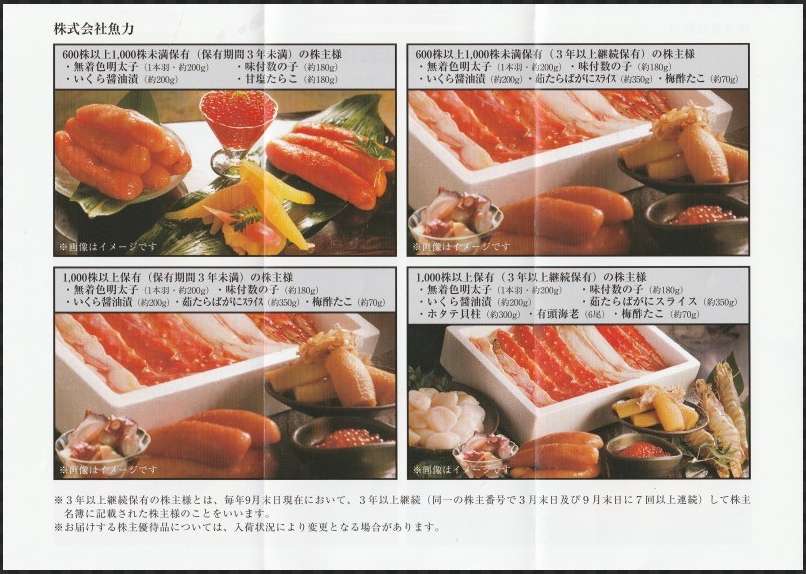 株式会社魚力
600株以上1,000株未満保有（保有期間３年未満）の株主様
・無着色明太子（1本羽・約200g）　・味付数の子（約180g）
・いくら醤油漬（約200g）　・甘塩たらこ（約180g）
※画像はイメージです
600株以上1,000株未満保有（３年以上継続保有）の株主様
・無着色明太子（1本羽・約200g）・味付数の子（約180g）
・いくら醤油漬（約200g）・茹たらばがにｽﾗｲｽ（約350g）・梅酢たこ（約70g）
※画像はイメージです
1,000株以上保有（保有期間３年未満）の株主様
・無着色明太子（1本羽・約200g）・味付数の子（約180g）
・いくら醤油漬（約200g）・茹たらばがにｽﾗｲｽ（約350g）・梅酢たこ（約70g）
※画像はイメージです
1,000株以上保有（３年以上継続保有）の株主様
・無着色明太子（1本羽・約200g）　・味付数の子（約180g）
・いくら醤油漬（約200g）　・茹たらばがにスライス（約350g）
・ホタテ貝柱（約300g）・有頭海老（6尾）・梅酢たこ（約70g）
※画像はイメージです
※３年以上継続保有の株主様とは、毎年9月末日現在において、３年以上継続（同一の株主番号で３月末日及び９月末日に７回以上連続）して株主
名簿に記載された株主様のことをいいます。
※お届けする株主優待品については、入荷状況により変更となる場合があります。